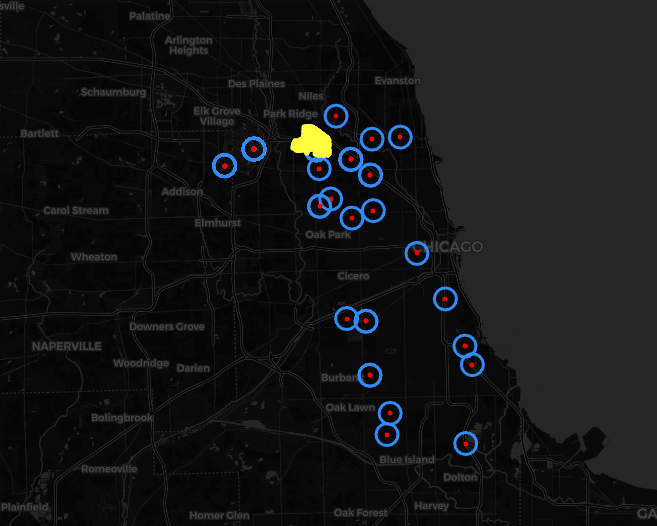 sville
Palatine
Arlington
Heights
Des Plaines
Evanston
Schaumburg
Niles
Elk Grove
Village
Park Ridge
Bartlett
Addison
Carol Stream
Elmhurst
Oak Park
CHICAGO
Wheaton
Cicero
Downers Grove
NAPERVILLE
Woodridge
Darien
Burban
Oak Lawn
Bolingbrook
Blue Island
Romeoville
Dolton
Plainfield
Homer Glen
Oak Forest
Harvey
GA